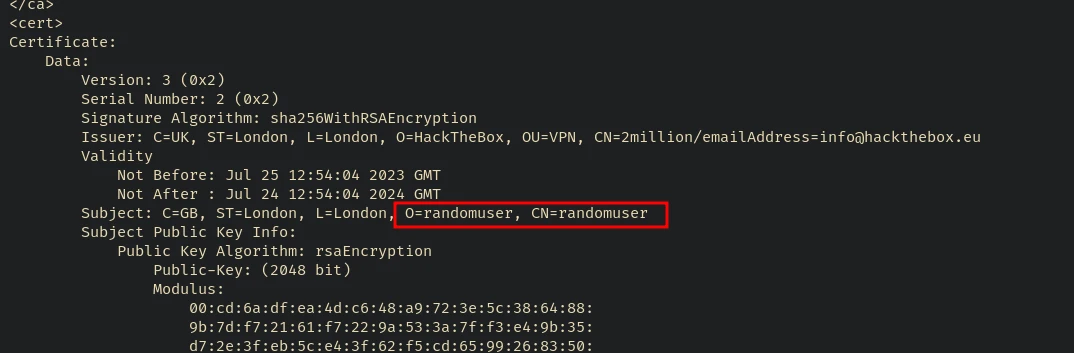 </ca>
<cert>
Certificate:
Data:
Version: 3 (0x2)
Serial Number: 2 (0x2)
Signature Algorithm: sha256WithRSAEncryption
Issuer: C=UK, ST=London, L=London, O=HackTheBox, OU=VPN, CN=2million/emailAddress=info@hackthebox.eu
Validity
Not Before: Jul 25 12:54:04 2023 GMT
Not After : Jul 24 12:54:04 2024 GMT
Subject: C=GB, ST=London, L=London, O=randomuser, CN=randomuser
Subject Public Key Info:
Public Key Algorithm: rsaEncryption
Public-Key: (2048 bit)
Modulus:
00:cd:6a:df:ea:4d:c6:48:a9:72:3e:5c:38:64:88:
9b:7d:f7:21:61:f7:22:9a:53:3a:7f:f3:e4:9b:35:
d7:2e:3f:eb:5c:e4:3f:62:f5:cd:65:99:26:83:50: